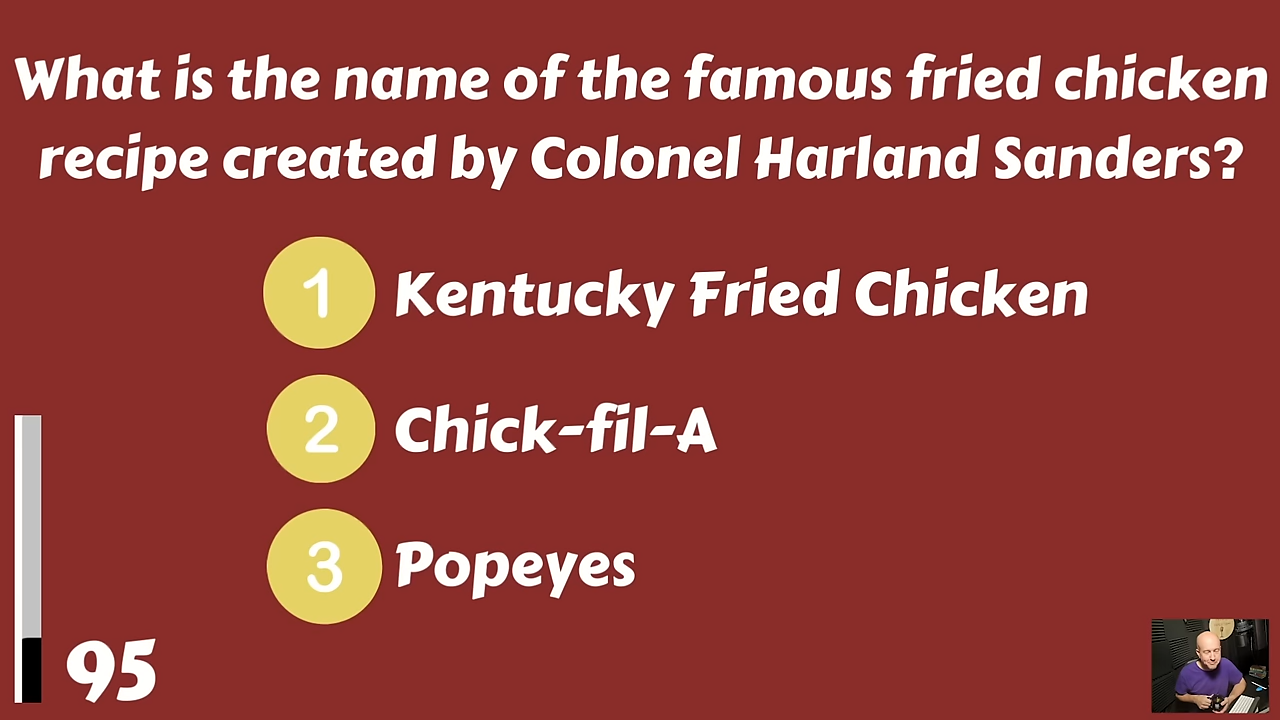 What is the name of the famous fried chicken
recipe created by Colonel Harland Sanders?
1 Kentucky Fried Chicken
2 Chick-fil-A
3 Popeyes
95